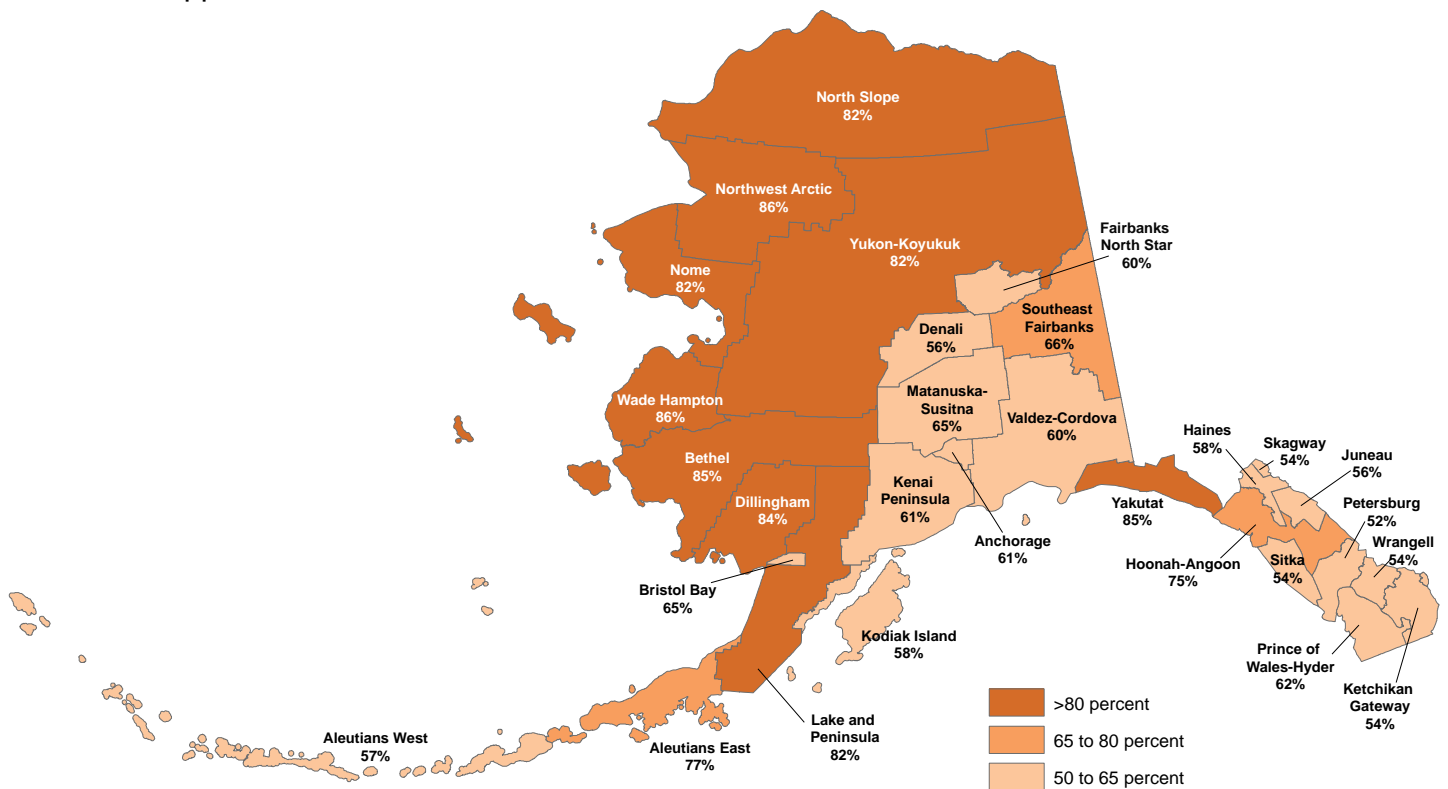 North Slope
82%
Northwest Arctic
86%
Yukon-Koyukuk
82%
Fairbanks
North Star
60%
Nome
82%
Southeast
Fairbanks
66%
Denali
56%
Matanuska-
Susitna
65%
Wade Hampton
86%
Valdez-Cordova
60%
Haines
58%
Skagway
54%
Juneau
56%
Bethel
85%
Dillingham
84%
Kenai
Peninsula
61%
Anchorage
61%
Yakutat
85%
Petersburg
52%
Wrangell
54%
Hoonah-Angoon
75%
Sitka
54%
Bristol Bay
65%
Kodiak Island
58%
Prince of
Wales-Hyder
62%
Ketchikan
Gateway
54%
Lake and
Peninsula
82%
Aleutians West
57%
Aleutians East
77%
>80 percent
65 to 80 percent
50 to 65 percent